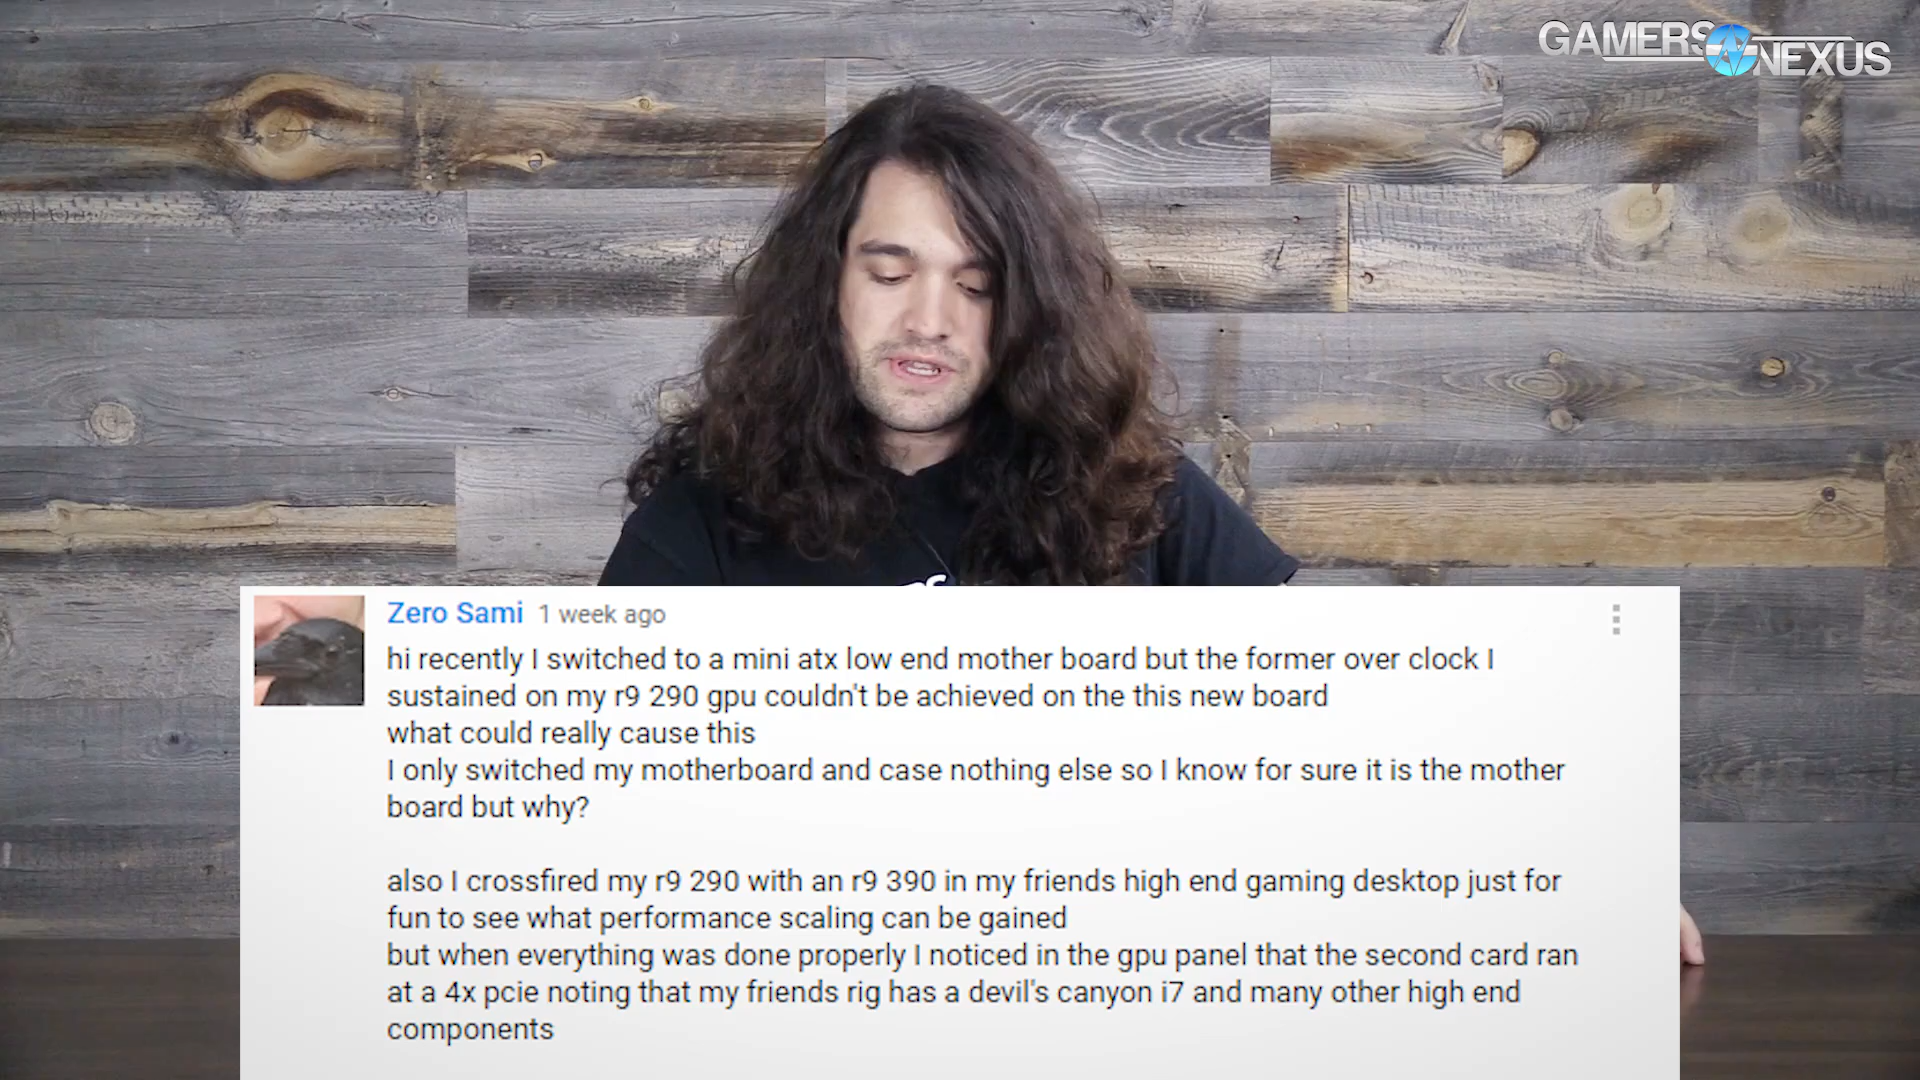 GAMERS NEXUS
Zero Sami 1 week ago
hi recently I switched to a mini atx low end mother board but the former over clock I
sustained on my r9 290 gpu couldn't be achieved on the this new board
what could really cause this
I only switched my motherboard and case nothing else so I know for sure it is the mother
board but why?
also I crossfired my r9 290 with an r9 390 in my friends high end gaming desktop just for
fun to see what performance scaling can be gained
but when everything was done properly I noticed in the gpu panel that the second card ran
at a 4x pcie noting that my friends rig has a devil's canyon i7 and many other high end
components